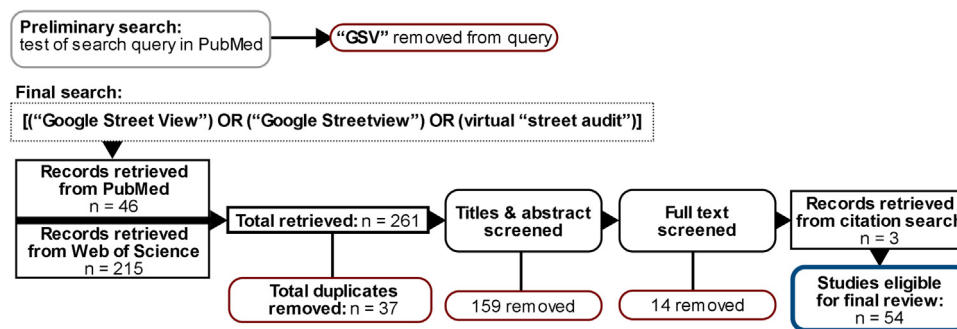 Preliminary search:
test of search query in PubMed
“GSV” removed from query
Final search:
[(“Google Street View”) OR (“Google Streetview”) OR (virtual “street audit”)]
Records retrieved
from PubMed
n = 46
Records retrieved
from Web of Science
n = 215
Total retrieved: n = 261
Total duplicates
removed: n = 37
Titles & abstract
screened
159 removed
Full text
screened
14 removed
Records retrieved
from citation search
n = 3
Studies eligible
for final review:
n = 54